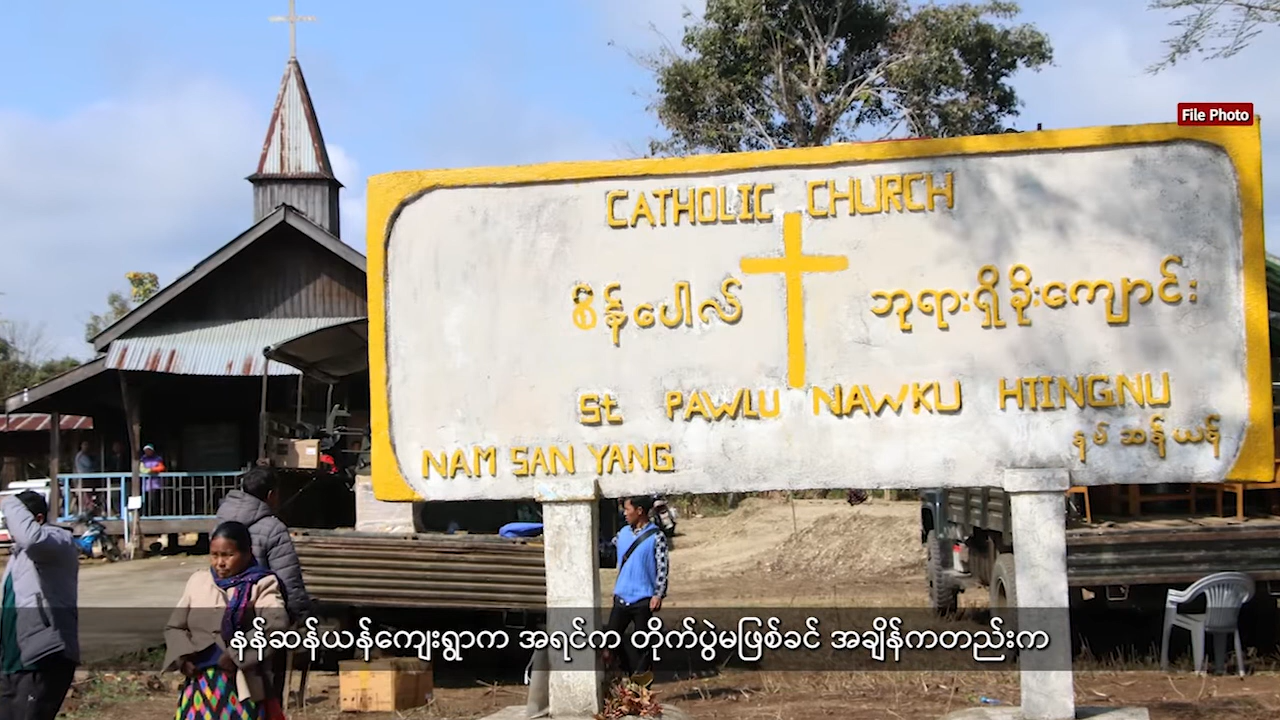 File Photo
CATHOLIC CHURCH
စိန်ပေါလ် ဘုရားရှိခိုးကျောင်း
St PAWLU NAWKU HTINGNU
NAM SAN YANG
နမ်ဆန်ယန်
နန်ဆန်ယန်ကျေးရွာက အရင်က တိုက်ပွဲမဖြစ်ခင် အချိန်ကတည်းက